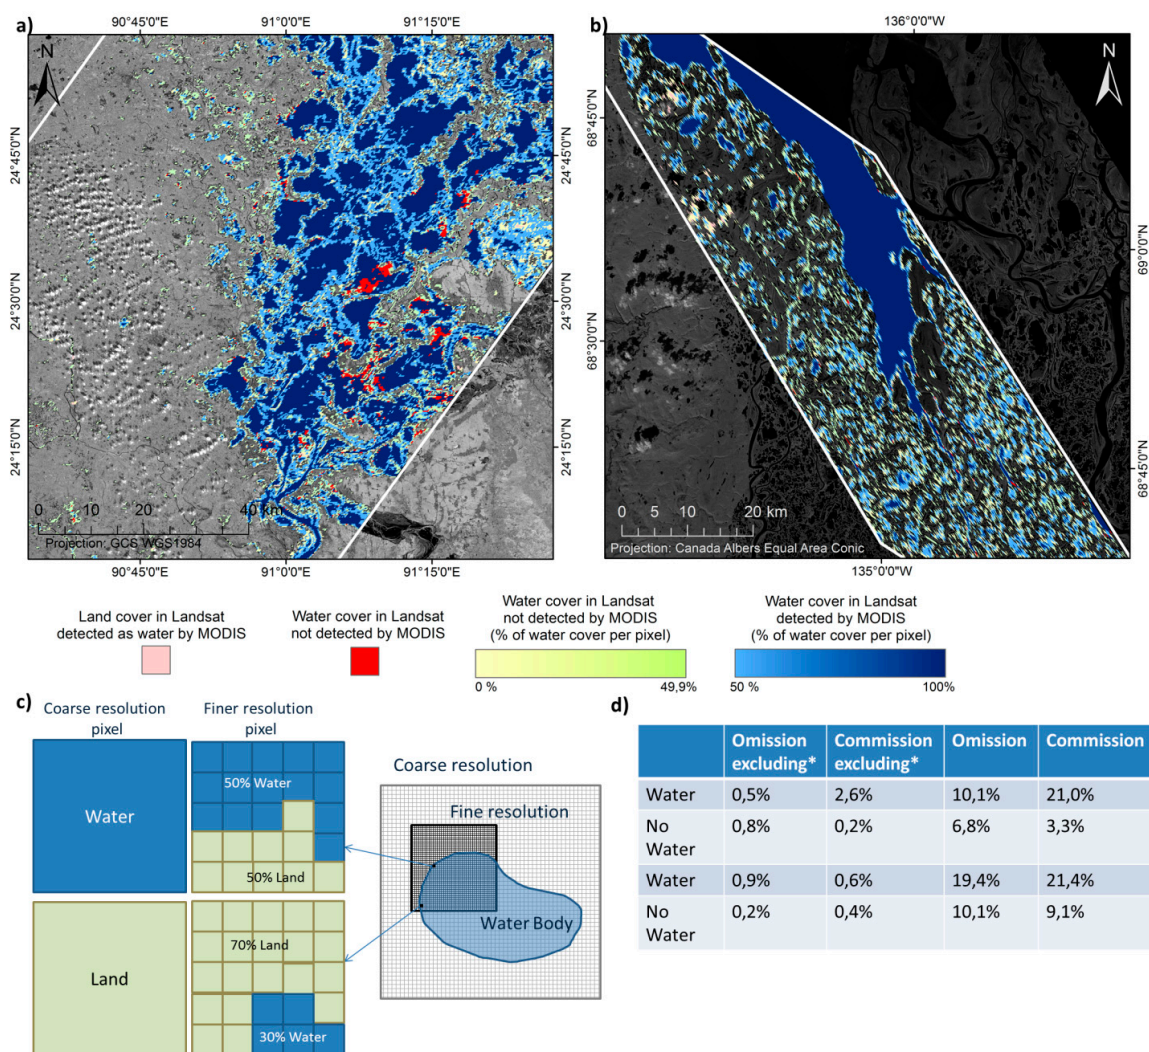 a)
90°45'0"E
91°0'0"E
91°15'0"E
N
24°45'0"N
24°30'0"N
24°15'0"N
24°45'0"N
24°30'0"N
24°15'0"N
0 10 20 40 km
Projection: GCS WGS1984
90°45'0"E
91°0'0"E
91°15'0"E
b)
136°0'0"W
N
68°45'0"N
68°30'0"N
69°0'0"N
68°45'0"N
0 5 10 20 km
Projection: Canada Albers Equal Area Conic
135°0'0"W
Land cover in Landsat
detected as water by MODIS
Water cover in Landsat
not detected by MODIS
Water cover in Landsat
not detected by MODIS
(% of water cover per pixel)
0 %
49,9%
Water cover in Landsat
detected by MODIS
(% of water cover per pixel)
50 %
100%
c)
Coarse resolution
pixel
Finer resolution
pixel
Water
50% Water
50% Land
Land
70% Land
30% Water
Coarse resolution
Fine resolution
Water Body
d)
Omission excluding* Commission excluding* Omission Commission
Water 0,5% 2,6% 10,1% 21,0%
No Water 0,8% 0,2% 6,8% 3,3%
Water 0,9% 0,6% 19,4% 21,4%
No Water 0,2% 0,4% 10,1% 9,1%